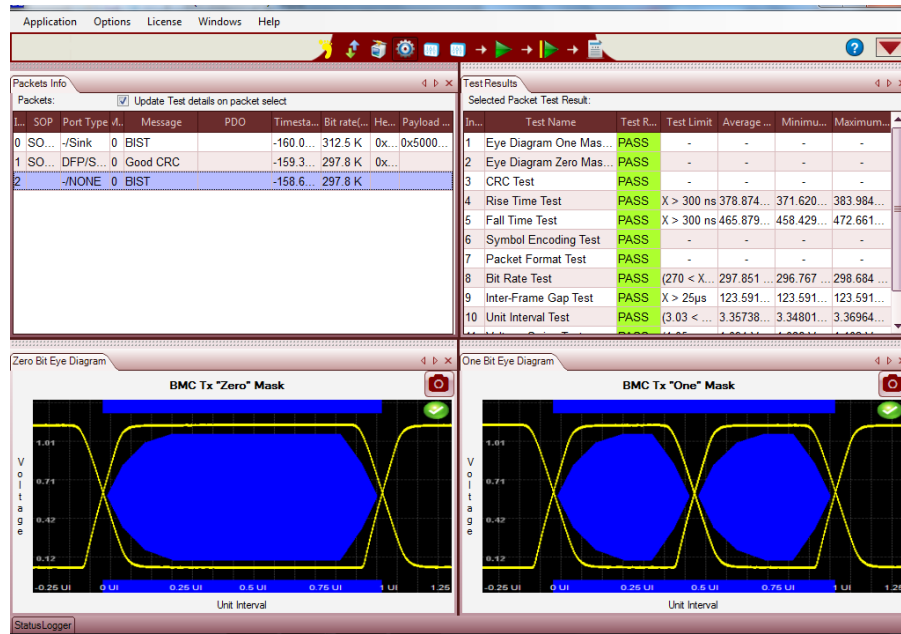 Application Options License Windows Help
Packets Info
Test Results
Packets:
Update Test details on packet select
Selected Packet Test Result:
I... SOP Port Type Message PDO Timesta... Bit rate(... He... Payload ...
0 SO... -/Sink 0 BIST -160.0... 312.5 K 0x... 0x5000...
1 SO... DFP/S... 0 Good CRC -159.3... 297.8 K 0x...
2 -/NONE 0 BIST -158.6... 297.8 K
In... Test Name Test R... Test Limit Average ... Minimu... Maximum...
1 Eye Diagram One Mas... PASS - - - -
2 Eye Diagram Zero Mas... PASS - - - -
3 CRC Test PASS - - - -
4 Rise Time Test PASS X > 300 ns 378.874... 371.620... 383.984...
5 Fall Time Test PASS X > 300 ns 465.879... 458.429... 472.661...
6 Symbol Encoding Test PASS - - - -
7 Packet Format Test PASS - - - -
8 Bit Rate Test PASS (270 < X... 297.851 ... 296.767 ... 298.684 ...
9 Inter-Frame Gap Test PASS X > 25µs 123.591... 123.591... 123.591...
10 Unit Interval Test PASS (3.03 < ... 3.35738... 3.34801... 3.36964...
Zero Bit Eye Diagram
BMC Tx "Zero" Mask
Voltage
1.01
0.71
0.42
0.12
-0.25 UI 0 UI 0.25 UI 0.5 UI 0.75 UI 1 UI 1.25
Unit Interval
One Bit Eye Diagram
BMC Tx "One" Mask
Voltage
1.01
0.71
0.42
0.12
-0.25 UI 0 UI 0.25 UI 0.5 UI 0.75 UI 1 UI 1.25
Unit Interval
StatusLogger